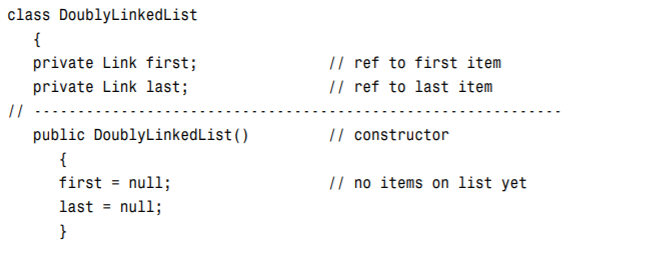 class DoublyLinkedList
   {
   private Link first;               // ref to first item
   private Link last;                // ref to last item
// -------------------------------------------------------------
   public DoublyLinkedList()         // constructor
      {
      first = null;                  // no items on list yet
      last = null;
      }